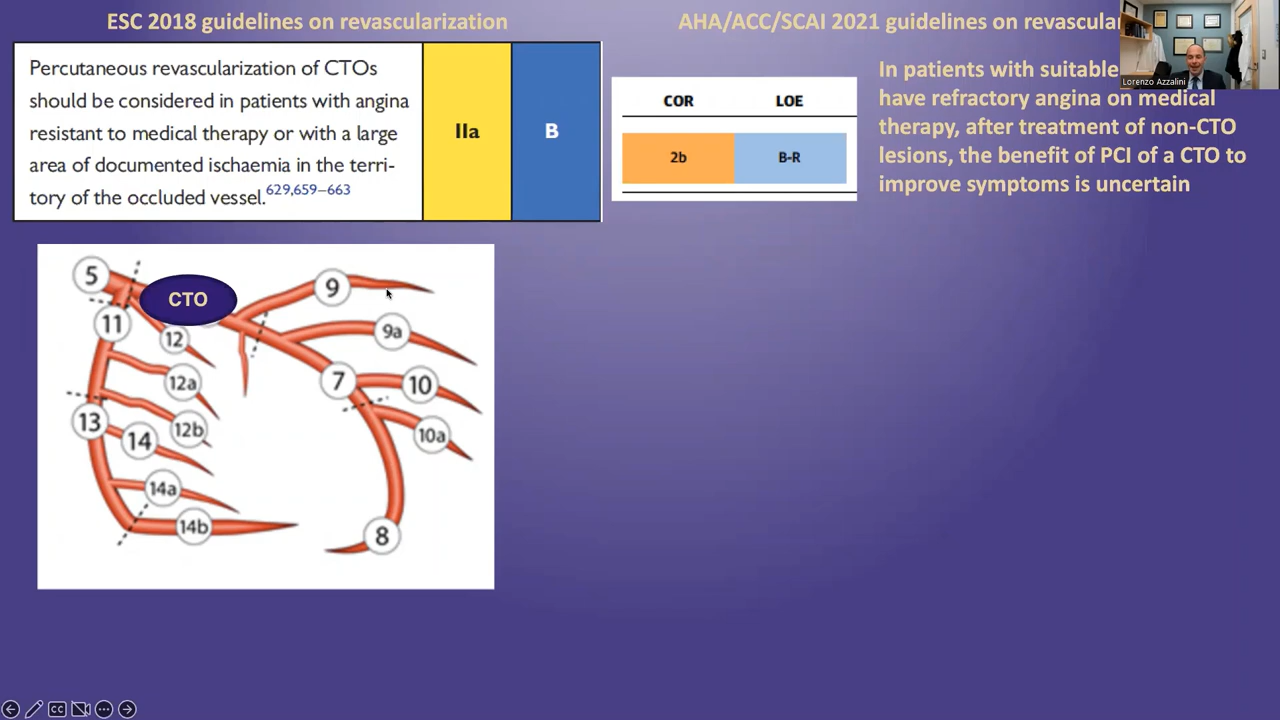 ESC 2018 guidelines on revascularization
Percutaneous revascularization of CTOs
should be considered in patients with angina
resistant to medical therapy or with a large
area of documented ischaemia in the terri-
tory of the occluded vessel.629,659–663
IIa
B
AHA/ACC/SCAI 2021 guidelines on revascular
COR LOE
2b B-R
In patients with suitable
have refractory angina on medical
therapy, after treatment of non-CTO
lesions, the benefit of PCI of a CTO to
improve symptoms is uncertain
Lorenzo Azzalini
5
CTO
9
11
12
9a
12a
7
10
13
14
12b
10a
14a
14b
8
CC